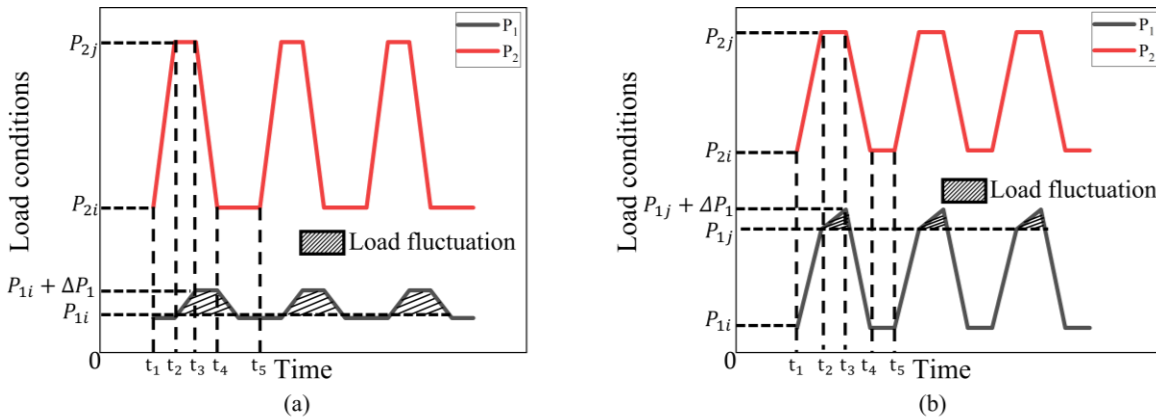 P₁
P₂
P₂ⱼ
P₂ᵢ
Load conditions
Load fluctuation
P₁ᵢ + ΔP₁
P₁ᵢ
0
t₁ t₂ t₃ t₄ t₅ Time
(a)
P₁
P₂
P₂ⱼ
P₂ᵢ
Load conditions
Load fluctuation
P₁ⱼ + ΔP₁
P₁ⱼ
P₁ᵢ
0
t₁ t₂ t₃ t₄ t₅ Time
(b)